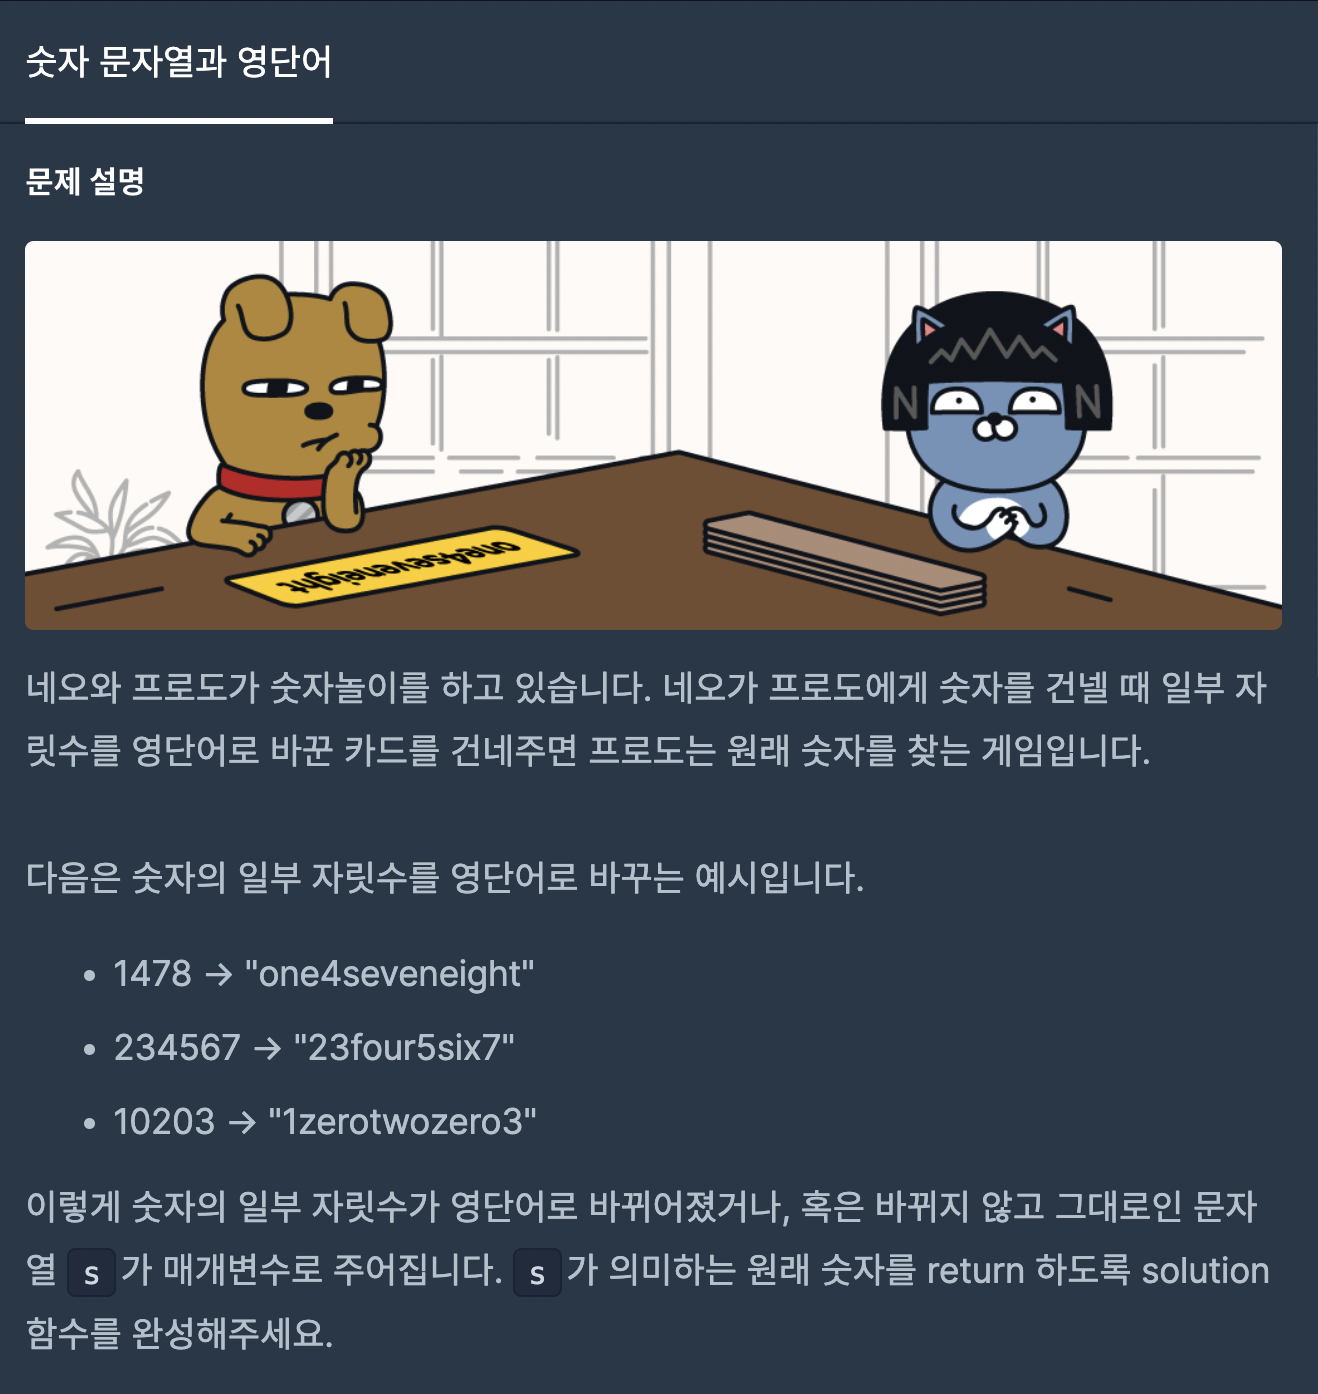 숫자 문자열과 영단어
문제 설명
N
N
one4seveneight
네오와 프로도가 숫자놀이를 하고 있습니다. 네오가 프로도에게 숫자를 건넬 때 일부 자
릿수를 영단어로 바꾼 카드를 건네주면 프로도는 원래 숫자를 찾는 게임입니다.
다음은 숫자의 일부 자릿수를 영단어로 바꾸는 예시입니다.
• 1478 → "one4seveneight"
• 234567 → "23four5six7"
• 10203 → "1zerotwozero3"
이렇게 숫자의 일부 자릿수가 영단어로 바뀌어졌거나, 혹은 바뀌지 않고 그대로인 문자
열 s 가 매개변수로 주어집니다. s 가 의미하는 원래 숫자를 return 하도록 solution
함수를 완성해주세요.